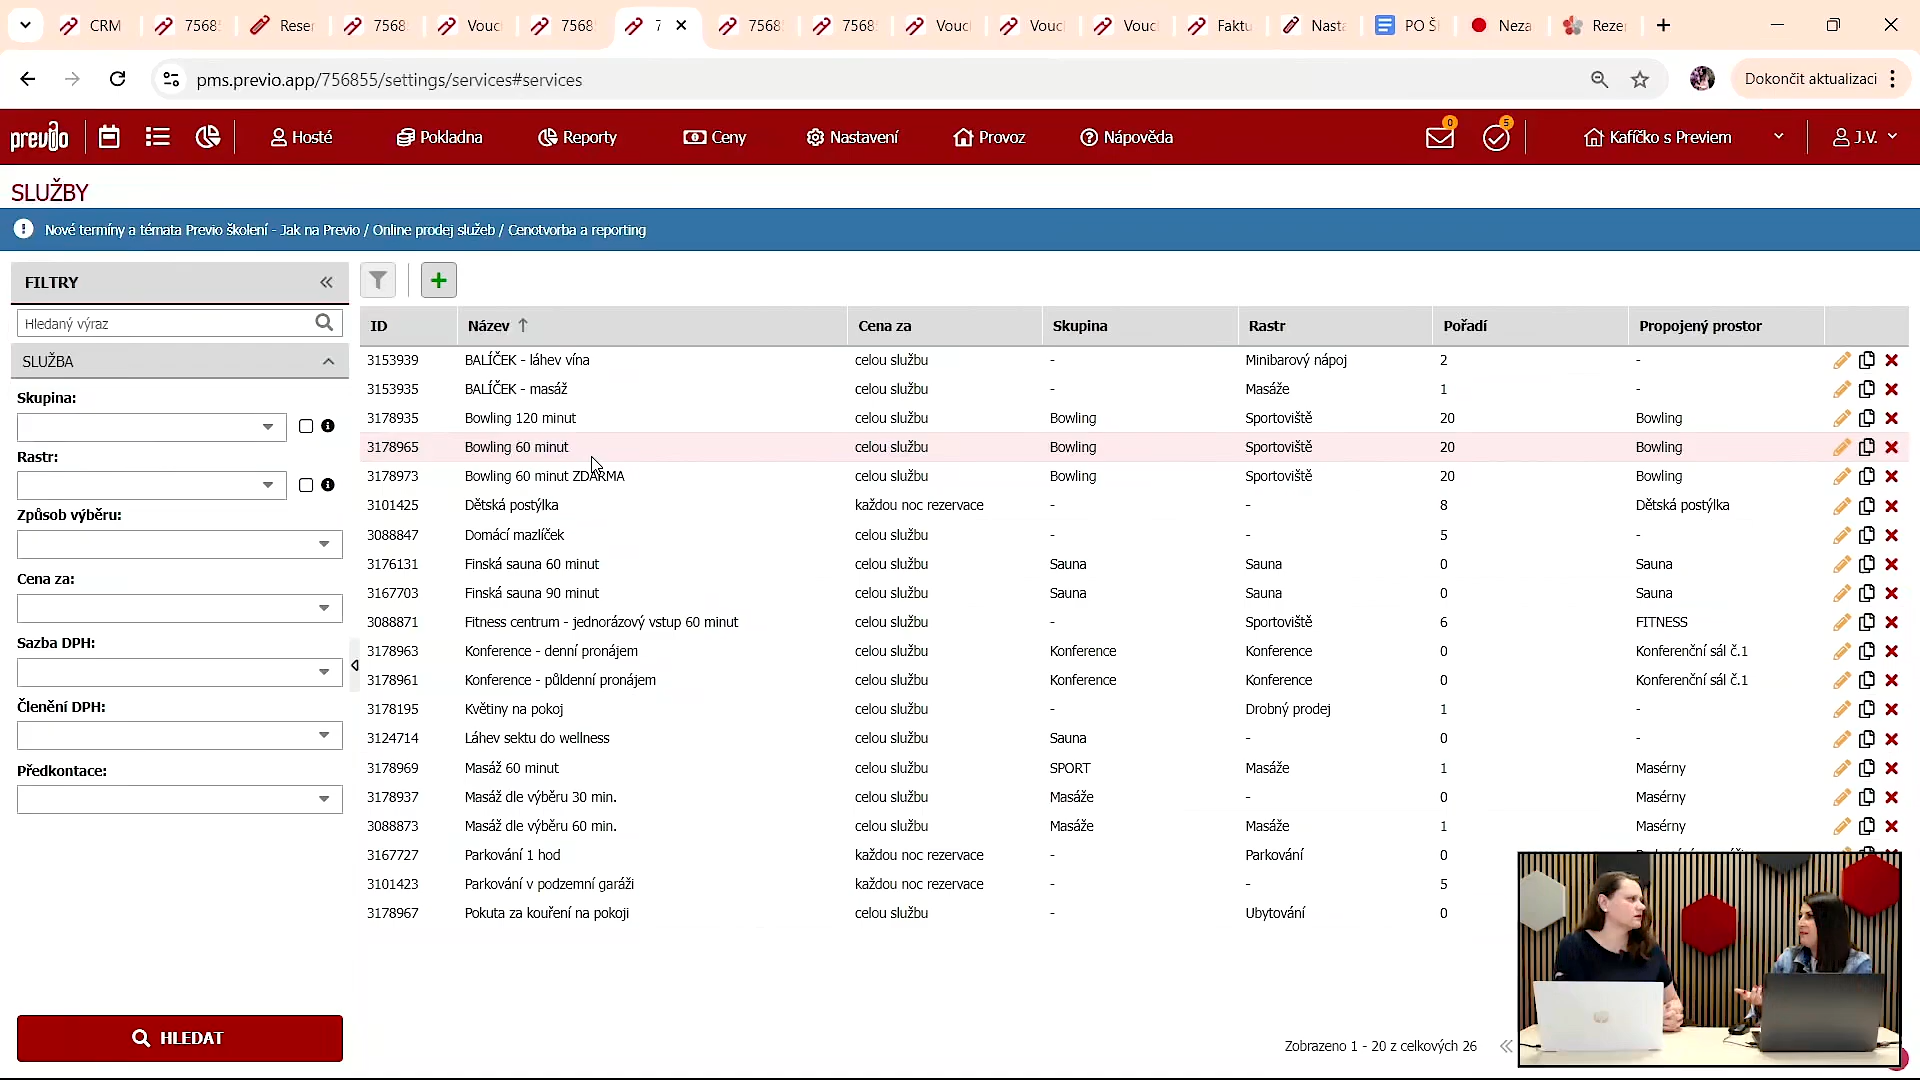 CRM
7568
Reser
7568
Vouc
7568
7
7568
7568
Vouc
Vouc
Vouc
Faktu
Nasta
PO Š
Neza
Rezer
pms.previo.app/756855/settings/services#services
Dokončit aktualizaci
previo
Hosté
Pokladna
Reporty
Ceny
Nastavení
Provoz
Nápověda
0
5
Kafíčko s Previem
J.V.
SLUŽBY
Nové termíny a témata Previo školení - Jak na Previo / Online prodej služeb / Cenotvorba a reporting
FILTRY
Hledaný výraz
SLUŽBA
Skupina:
Rastr:
Způsob výběru:
Cena za:
Sazba DPH:
Členění DPH:
Předkontace:
HLEDAT
ID Název Cena za Skupina Rastr Pořadí Propojený prostor
3153939 BALÍČEK - láhev vína celou službu - Minibarový nápoj 2 -
3153935 BALÍČEK - masáž celou službu - Masáže 1 -
3178935 Bowling 120 minut celou službu Bowling Sportoviště 20 Bowling
3178965 Bowling 60 minut celou službu Bowling Sportoviště 20 Bowling
3178973 Bowling 60 minut ZDARMA celou službu Bowling Sportoviště 20 Bowling
3101425 Dětská postýlka každou noc rezervace - - 8 Dětská postýlka
3088847 Domácí mazlíček celou službu - - 5 -
3176131 Finská sauna 60 minut celou službu Sauna Sauna 0 Sauna
3167703 Finská sauna 90 minut celou službu Sauna Sauna 0 Sauna
3088871 Fitness centrum - jednorázový vstup 60 minut celou službu - Sportoviště 6 FITNESS
3178963 Konference - denní pronájem celou službu Konference Konference 0 Konferenční sál č.1
3178961 Konference - půldenní pronájem celou službu Konference Konference 0 Konferenční sál č.1
3178195 Květiny na pokoj celou službu - Drobný prodej 1 -
3124714 Láhev sektu do wellness celou službu Sauna - 0 -
3178969 Masáž 60 minut celou službu SPORT Masáže 1 Masérny
3178937 Masáž dle výběru 30 min. celou službu Masáže - 0 Masérny
3088873 Masáž dle výběru 60 min. celou službu Masáže Masáže 1 Masérny
3167727 Parkování 1 hod každou noc rezervace - Parkování 0
3101423 Parkování v podzemní garáži každou noc rezervace - - 5
3178967 Pokuta za kouření na pokoji celou službu - Ubytování 0
Zobrazeno 1 - 20 z celkových 26